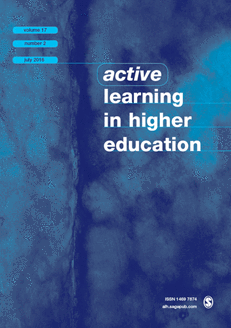 volume 17
number 2
july 2016
active
learning
in higher
education
ISSN 1469 7874
alh.sagepub.com